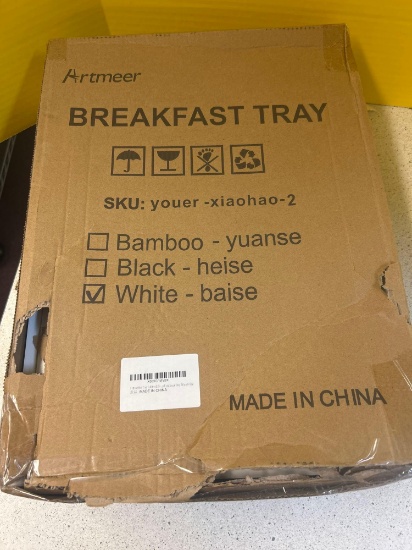 Artmeer
BREAKFAST TRAY
SKU: youer -xiaohao-2
Bamboo - yuanse
Black - heise
White - baise
MADE IN CHINA